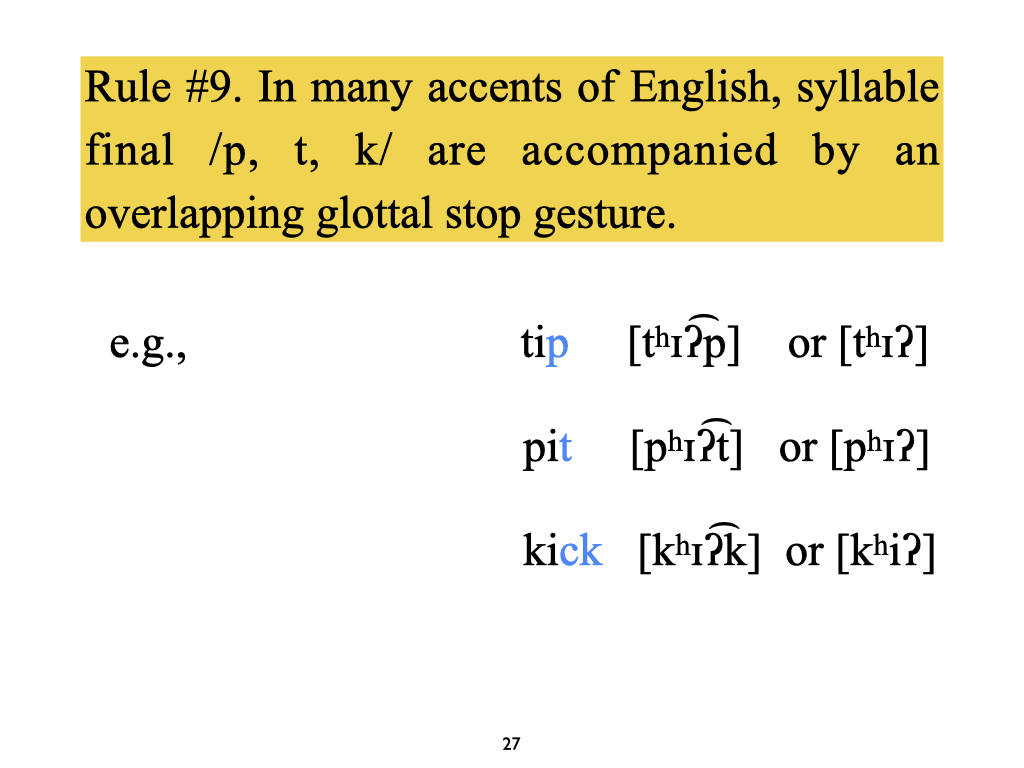 Rule #9. In many accents of English, syllable
final /p, t, k/ are accompanied by an
overlapping glottal stop gesture.
e.g., tip [tʰɪʔ͡p] or [tʰɪʔ]
pit [pʰɪʔ͡t] or [pʰɪʔ]
kick [kʰɪʔ͡k] or [kʰiʔ]
27